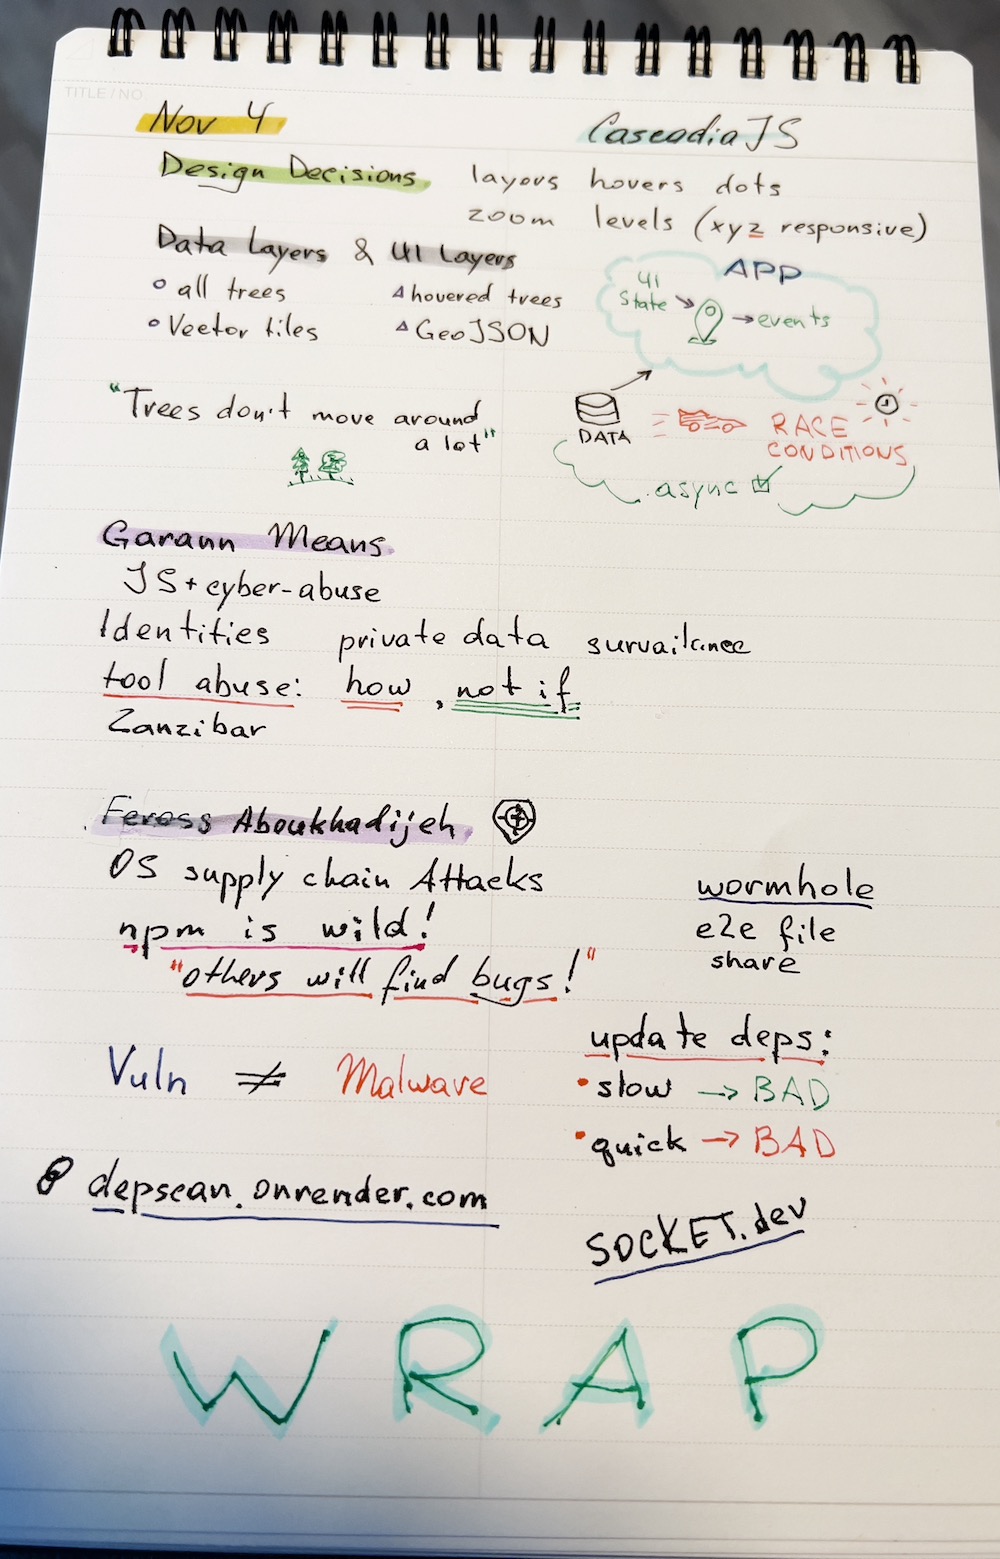 TITLE/NO
Nov 4
CascadiaJS
Design Decisions
layers hovers dots
zoom levels (xyz responsive)
Data Layers & UI Layers
all trees
Vector tiles
hovered trees
GeoJSON
APP
UI
State
→events
"Trees don't move around
a lot"
DATA
RACE
CONDITIONS
async
Garann Means
JS+cyber-abuse
Identities private data survailance
tool abuse: how, not if
Zanzibar
Feross Aboukhadijeh
OS supply chain Attacks
npm is wild!
"others will find bugs!"
wormhole
e2e file
share
Vuln ≠ Malware
update deps:
• slow → BAD
• quick → BAD
depscan.onrender.com
SOCKET.dev
WRAP